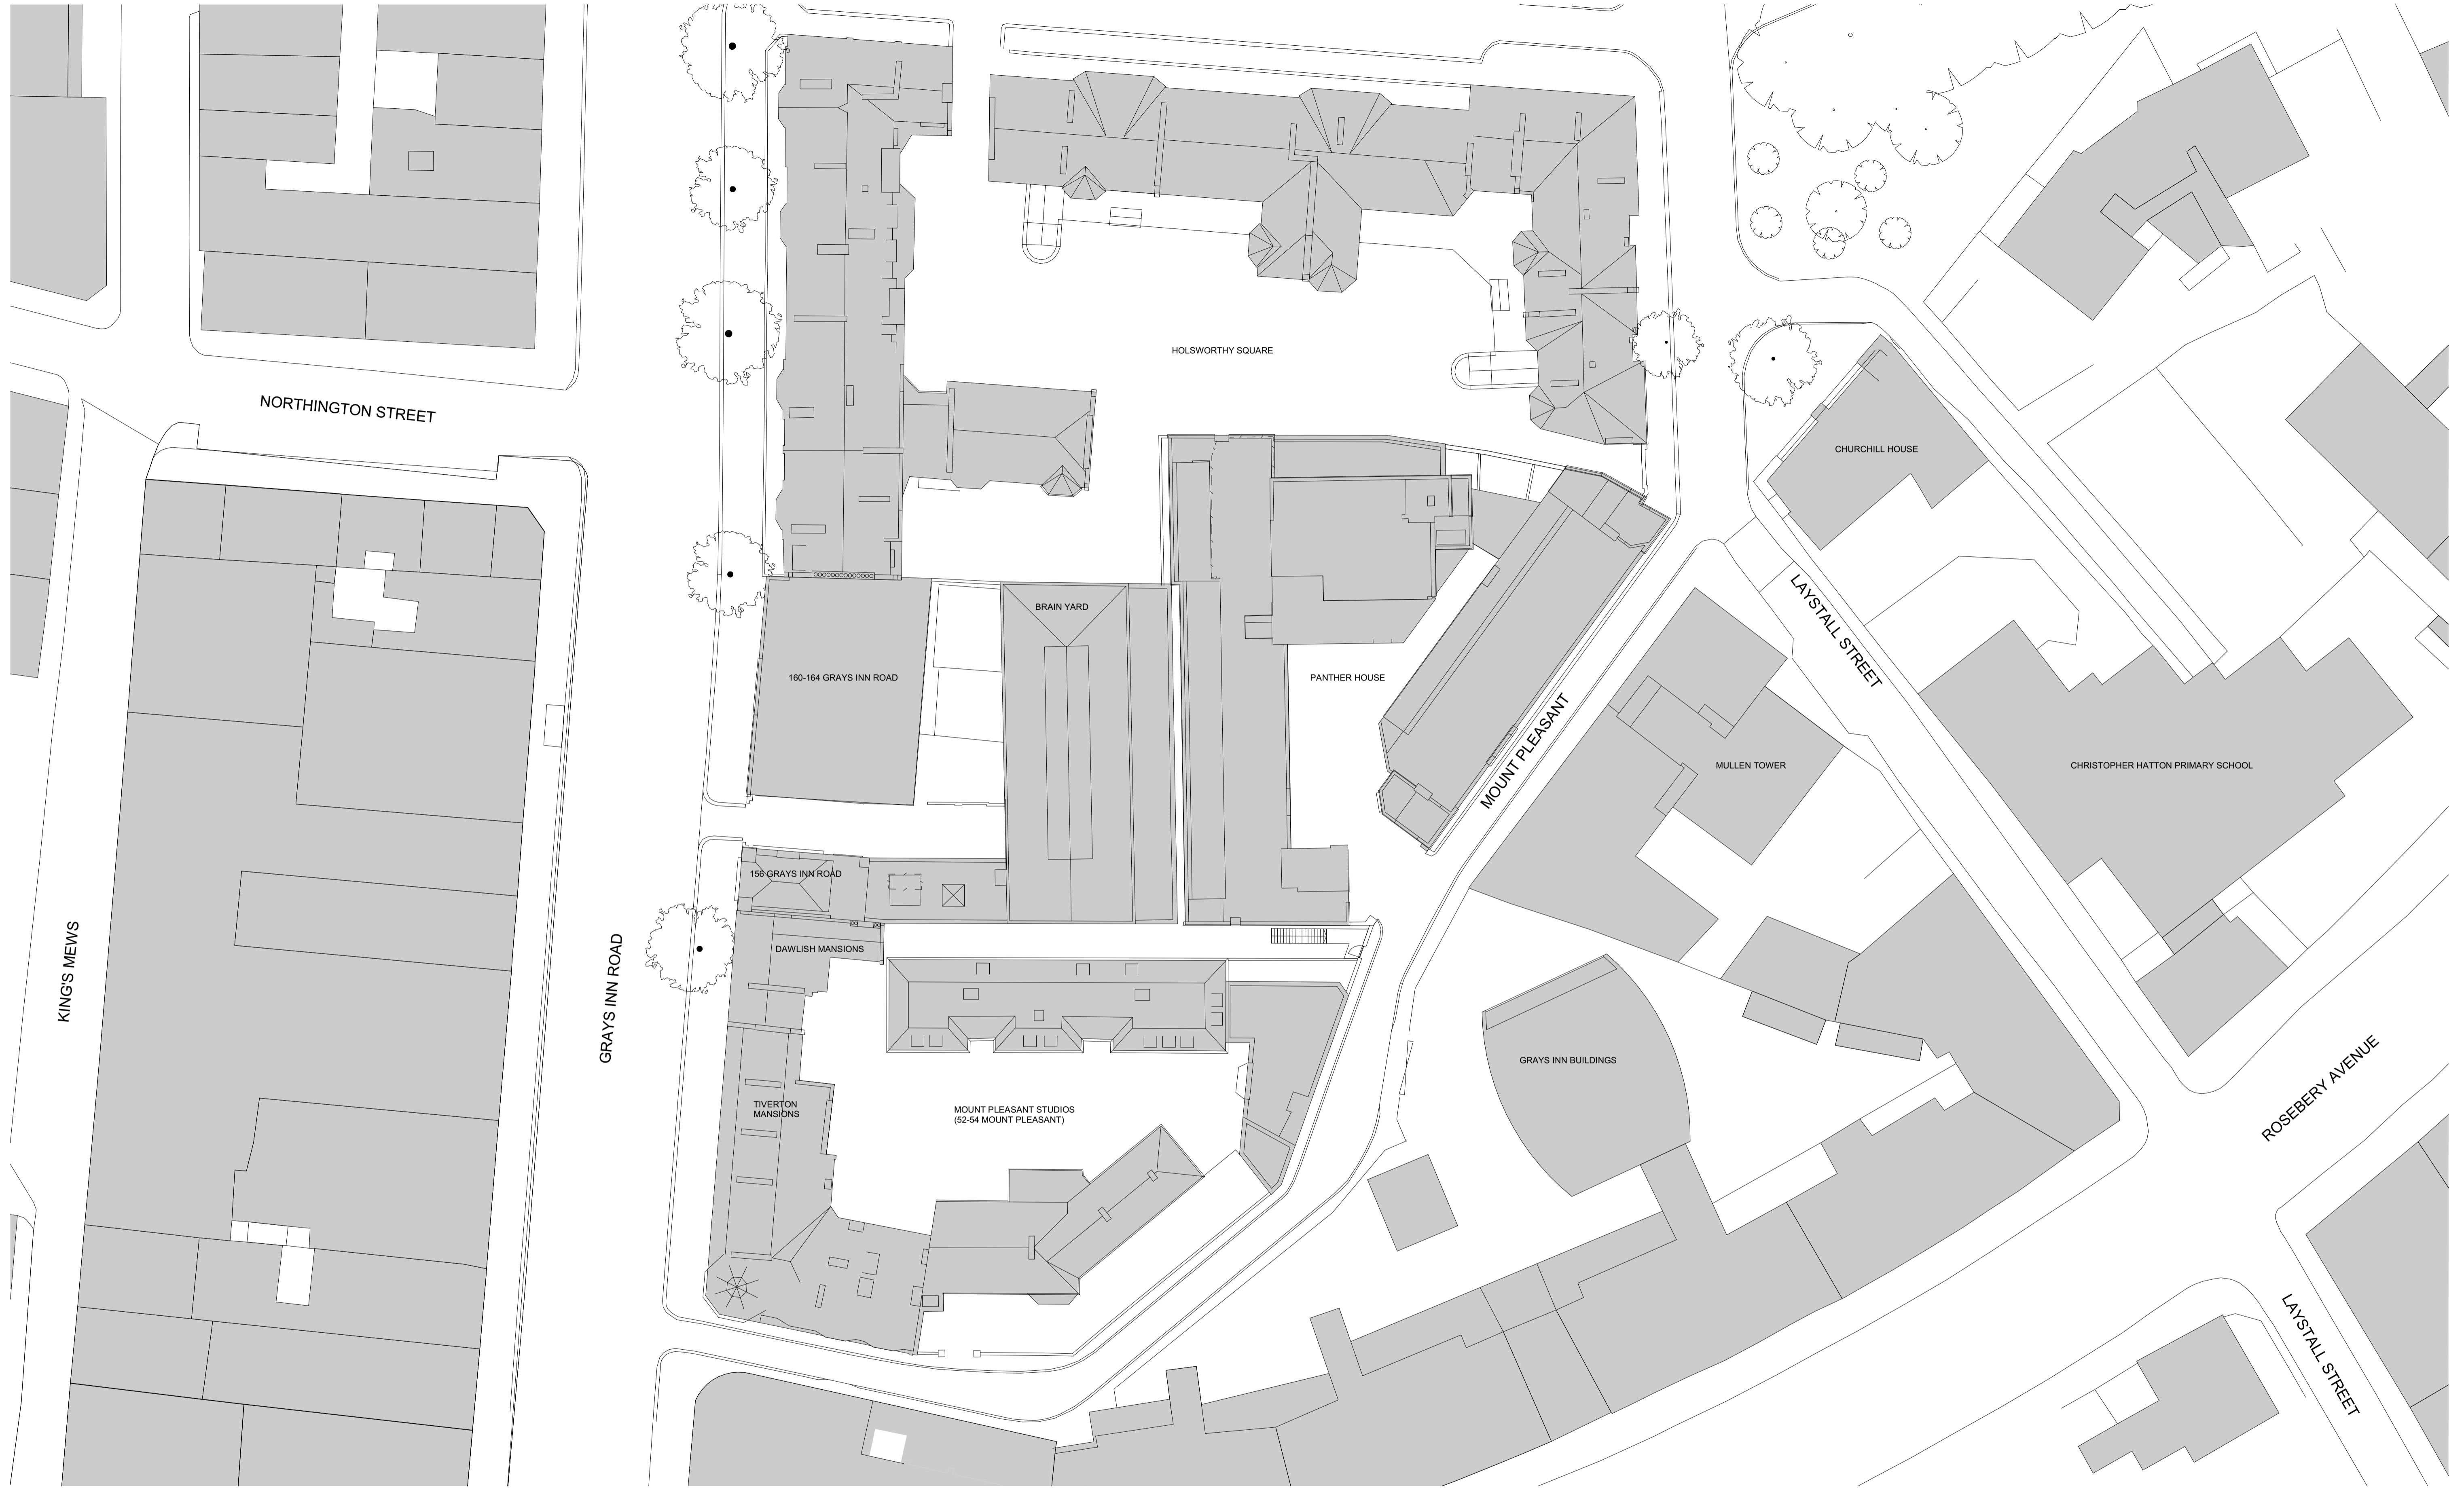 HOLSWORTHY SQUARE
NORTHINGTON STREET
CHURCHILL HOUSE
BRAIN YARD
LAYSTALL STREET
160-164 GRAYS INN ROAD
PANTHER HOUSE
MOUNT PLEASANT
MULLEN TOWER
CHRISTOPHER HATTON PRIMARY SCHOOL
156 GRAYS INN ROAD
KING'S MEWS
GRAYS INN ROAD
DAWLISH MANSIONS
GRAYS INN BUILDINGS
ROSEBERY AVENUE
TIVERTON
MANSIONS
MOUNT PLEASANT STUDIOS
(52-54 MOUNT PLEASANT)
LAYSTALL STREET